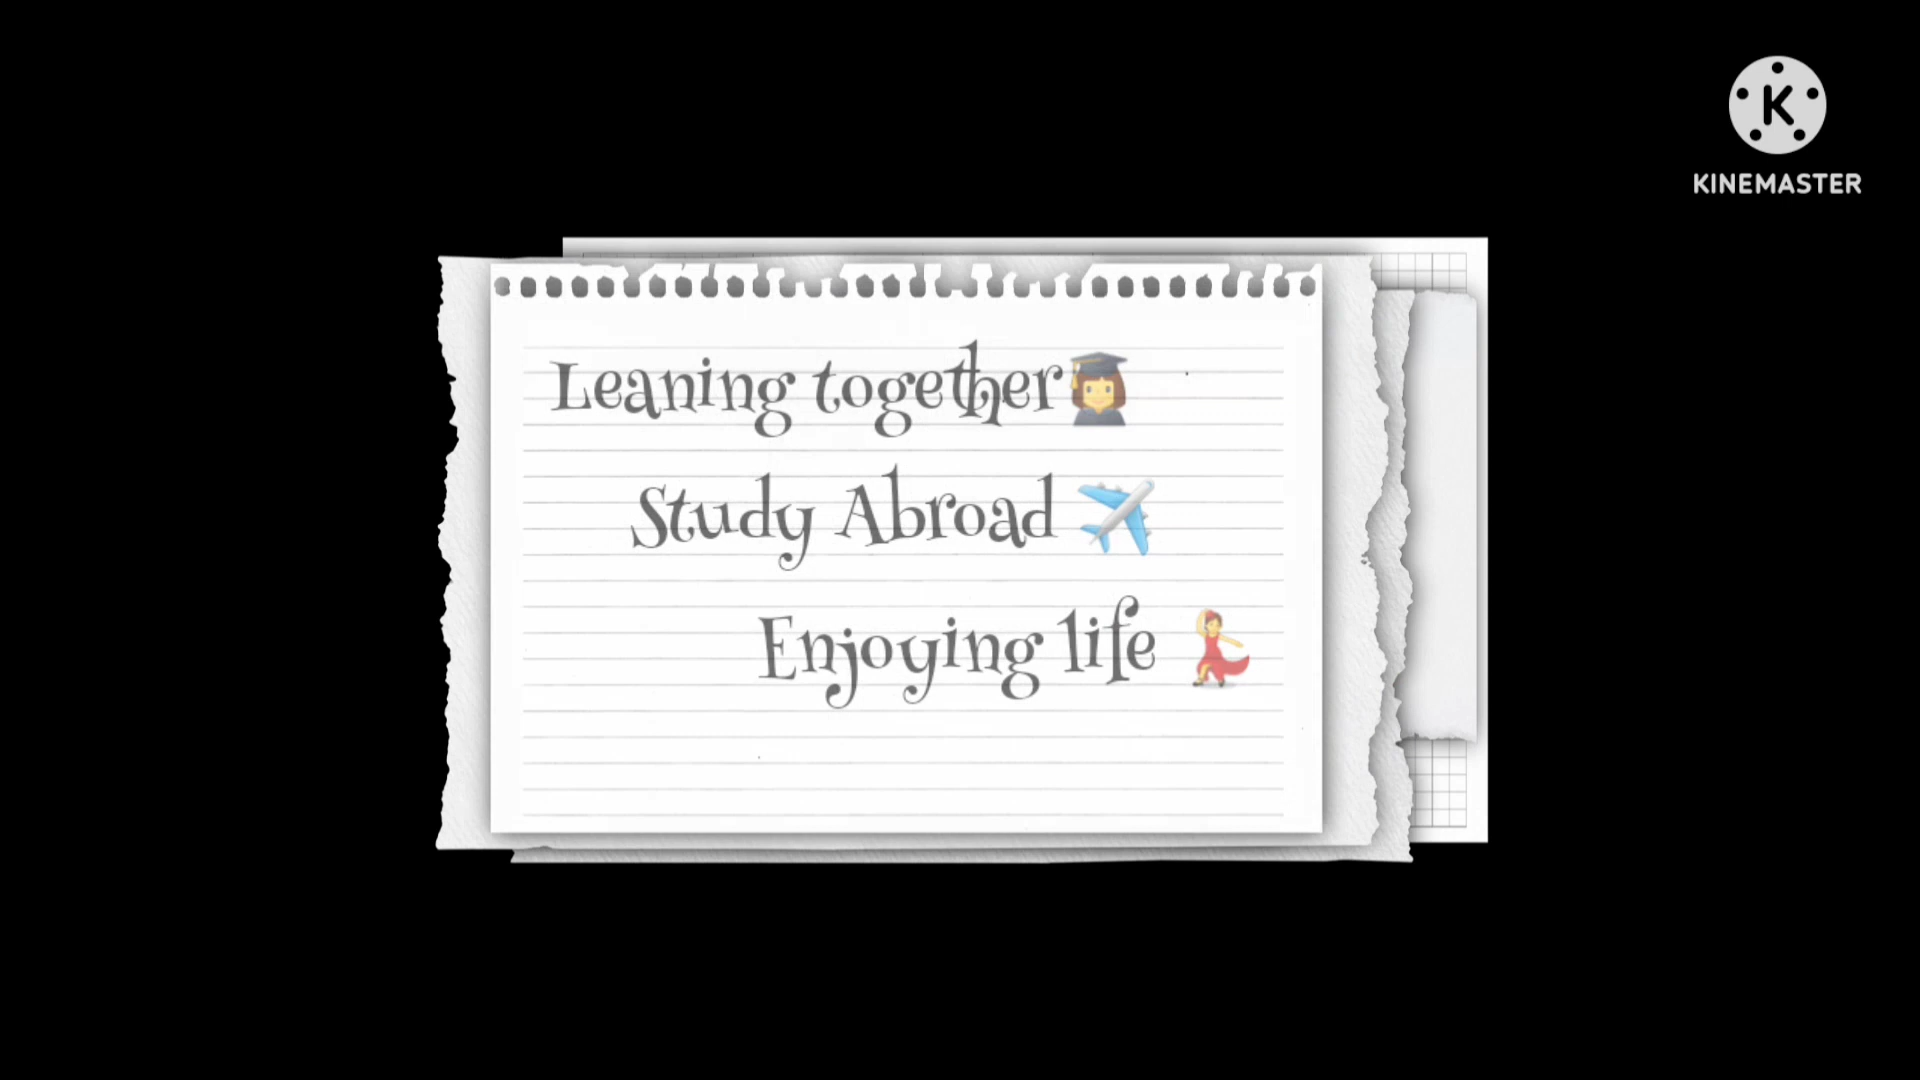 K
KINEMASTER
Leaning together👩‍🎓
Study Abroad ✈️
Enjoying life 💃